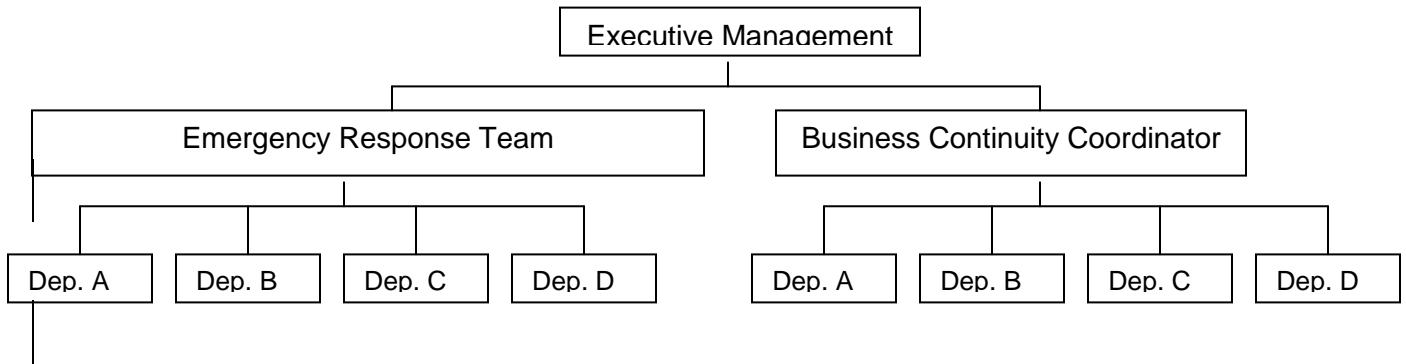 Executive Management
Emergency Response Team
Business Continuity Coordinator
Dep. A
Dep. B
Dep. C
Dep. D
Dep. A
Dep. B
Dep. C
Dep. D